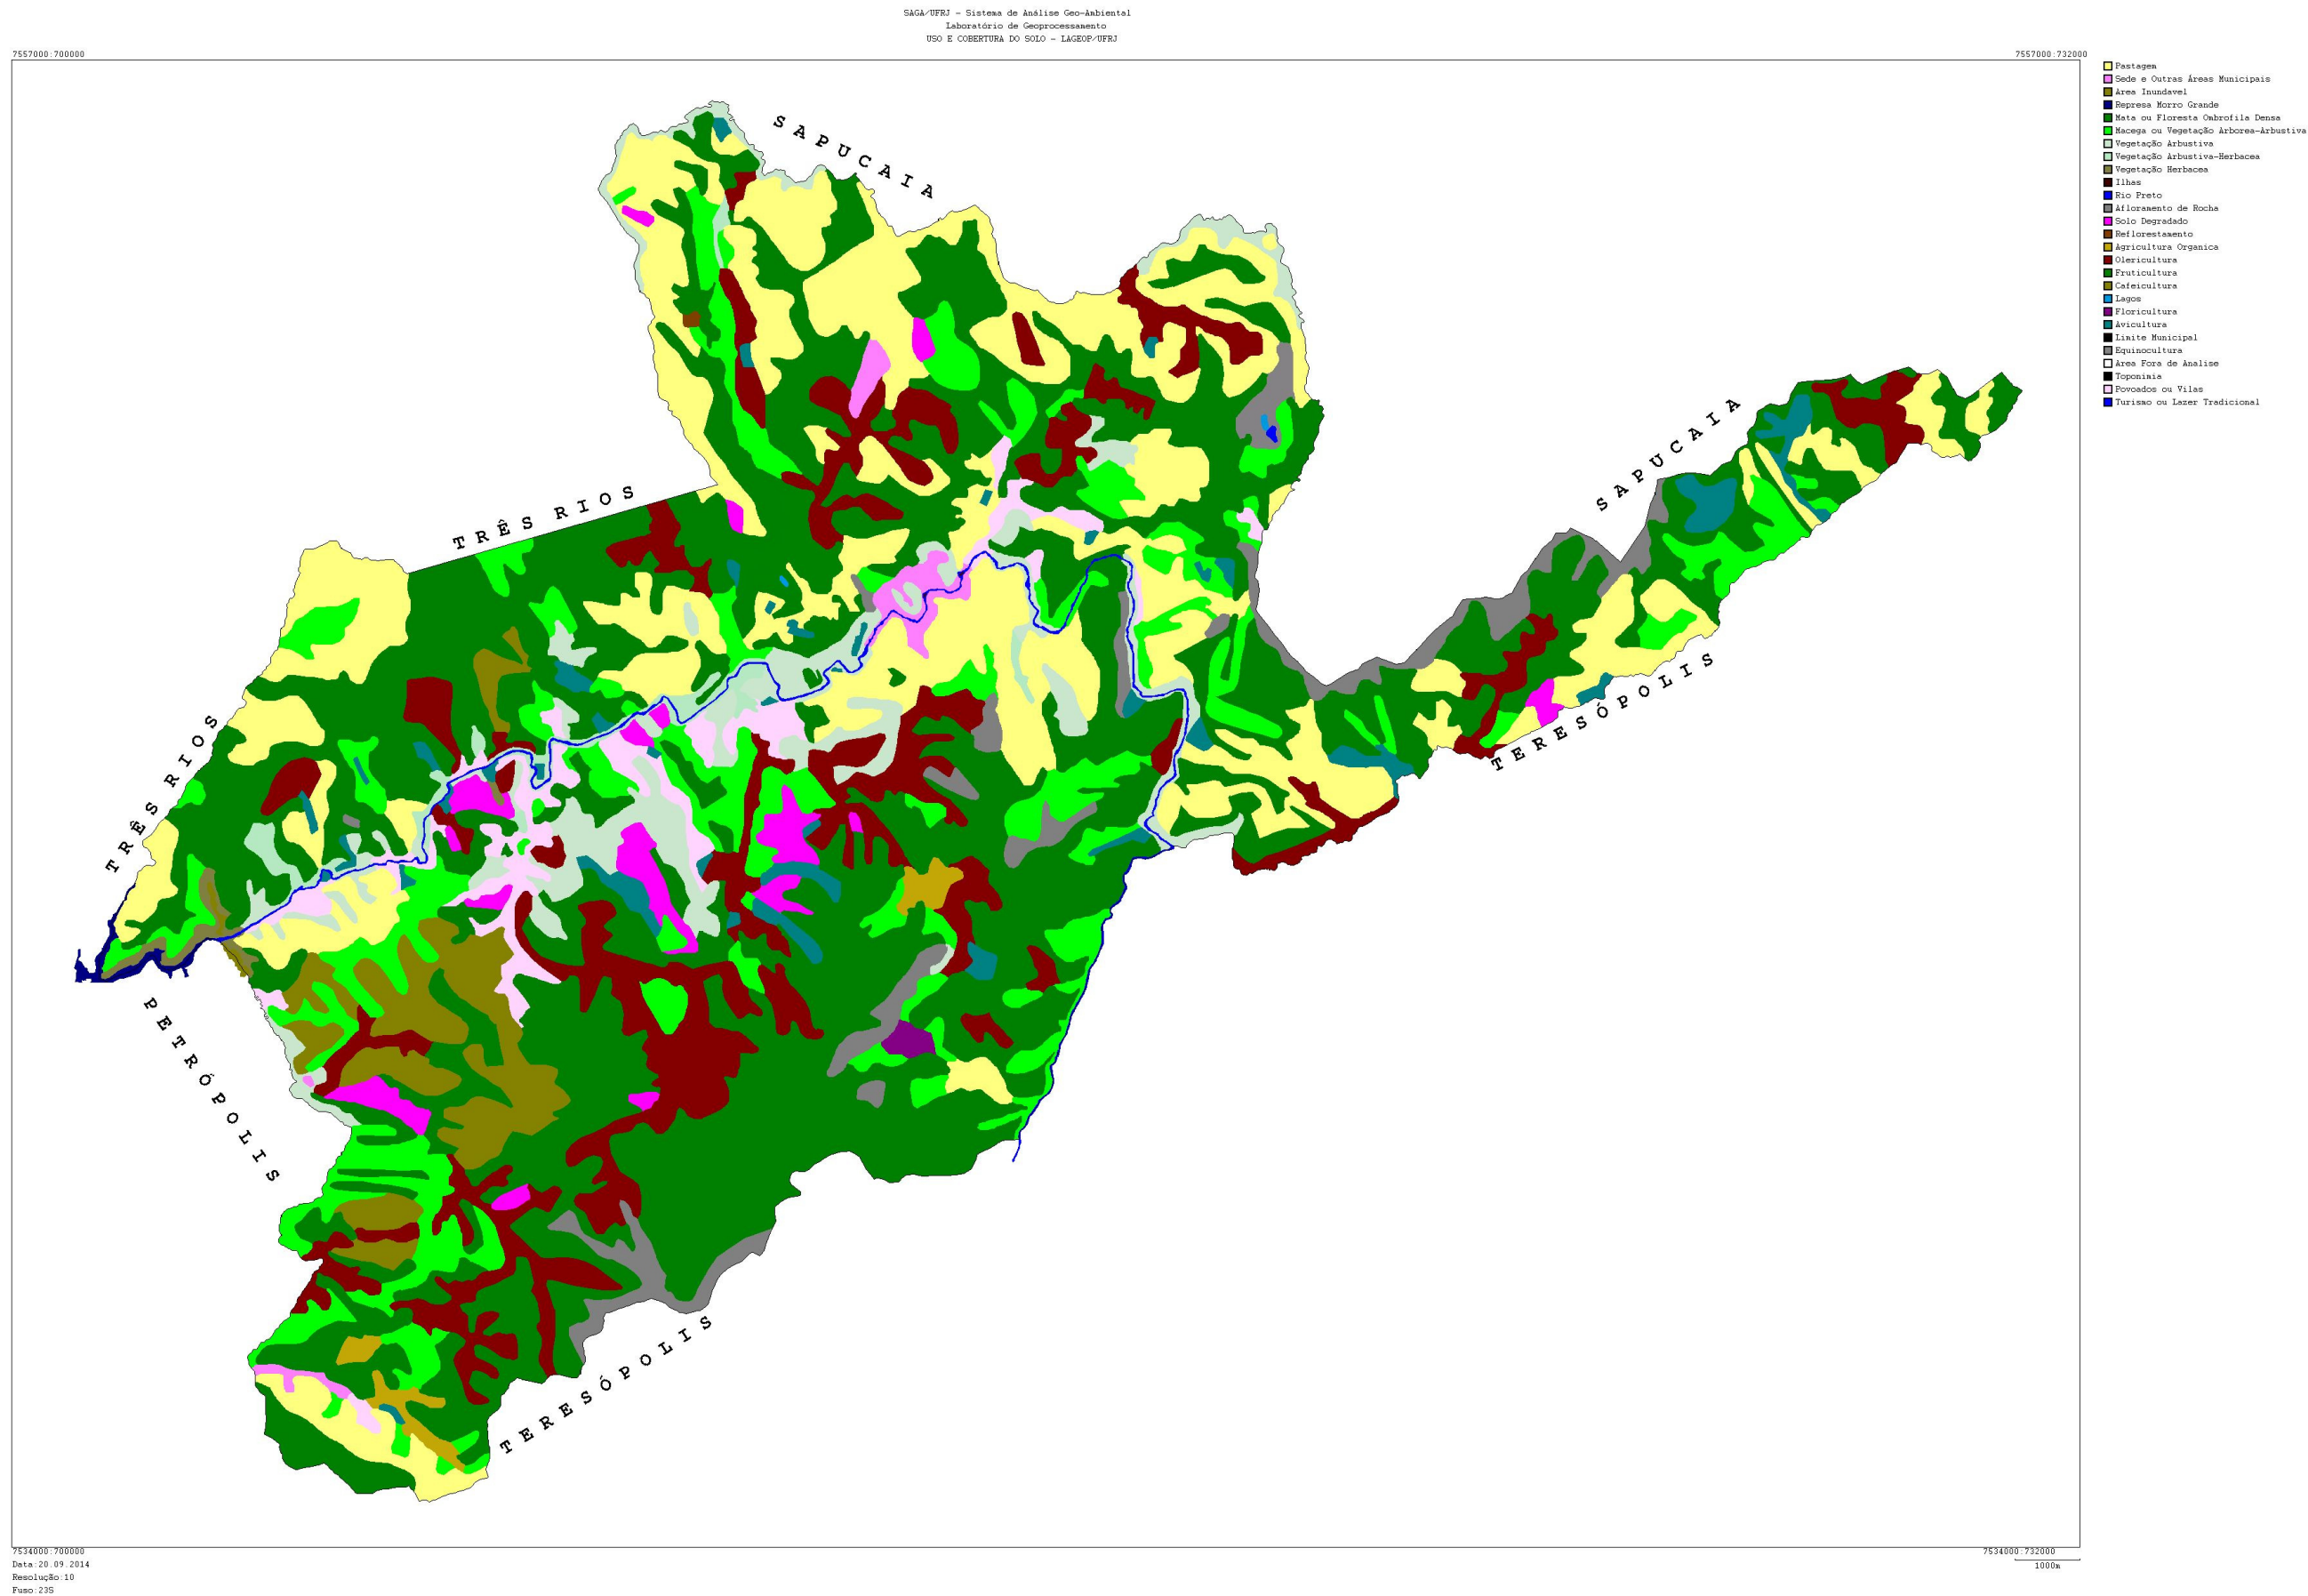 SAGA/UFRJ - Sistema de Análise Geo-Ambiental
Laboratório de Geoprocessamento
USO E COBERTURA DO SOLO - LAGEOP/UFRJ
7557000:700000
7557000:732000
Pastagem
Sede e Outras Áreas Municipais
Area Inundavel
Represa Morro Grande
Mata ou Floresta Ombrofila Densa
Macega ou Vegetação Arborea-Arbustiva
Vegetação Arbustiva
Vegetação Arbustiva-Herbacea
Vegetação Herbacea
Ilhas
Rio Preto
Afloramento de Rocha
Solo Degradado
Reflorestamento
Agricultura Organica
Olericultura
Fruticultura
Cafeicultura
Lagos
Floricultura
Avicultura
Limite Municipal
Equinocultura
Area Fora de Analise
Toponimia
Povoados ou Vilas
Turismo ou Lazer Tradicional
SAPUCAIA
SAPUCAIA
TRÊS RIOS
TRÊS RIOS
TERESÓPOLIS
PETRÓPOLIS
TERESÓPOLIS
7534000:700000
7534000:732000
Data:20.09.2014
1000m
Resolução:10
Fuso:23S